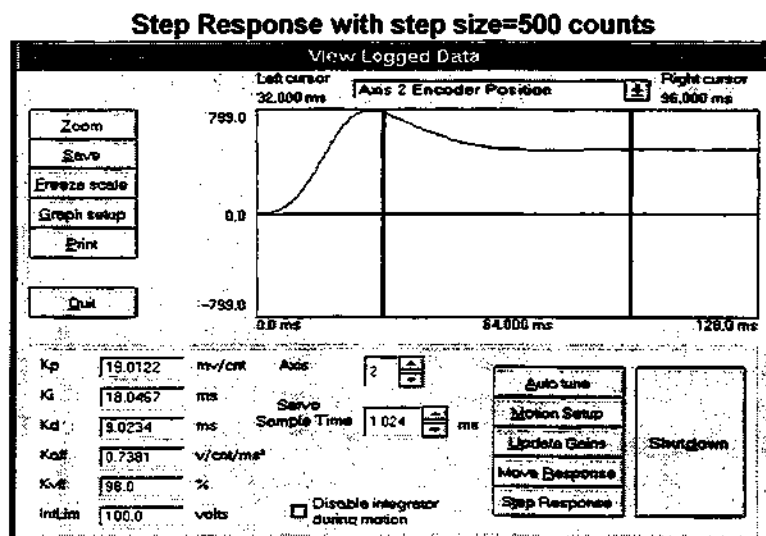 Step Response with step size=500 counts
View Logged Data
Left cursor
32.000 ms
Axis 2 Encoder Position
Right cursor
96.000 ms
Zoom
Save
Freeze scale
Graph setup
Print
Quit
799.0
0.0
-799.0
0.0 ms
64.000 ms
128.0 ms
Kp 19.0122 mv/cnt
Ki 18.0467 ms
Kd 9.0234 ms
Kaff 0.7381 v/cnt/ms²
Kvff 98.0 %
IntLim 100.0 volts
Axis 2
Servo
Sample Time 1.024 ms
Disable integrator
during motion
Auto tune
Motion Setup
Update Gains
Move Response
Step Response
Shutdown